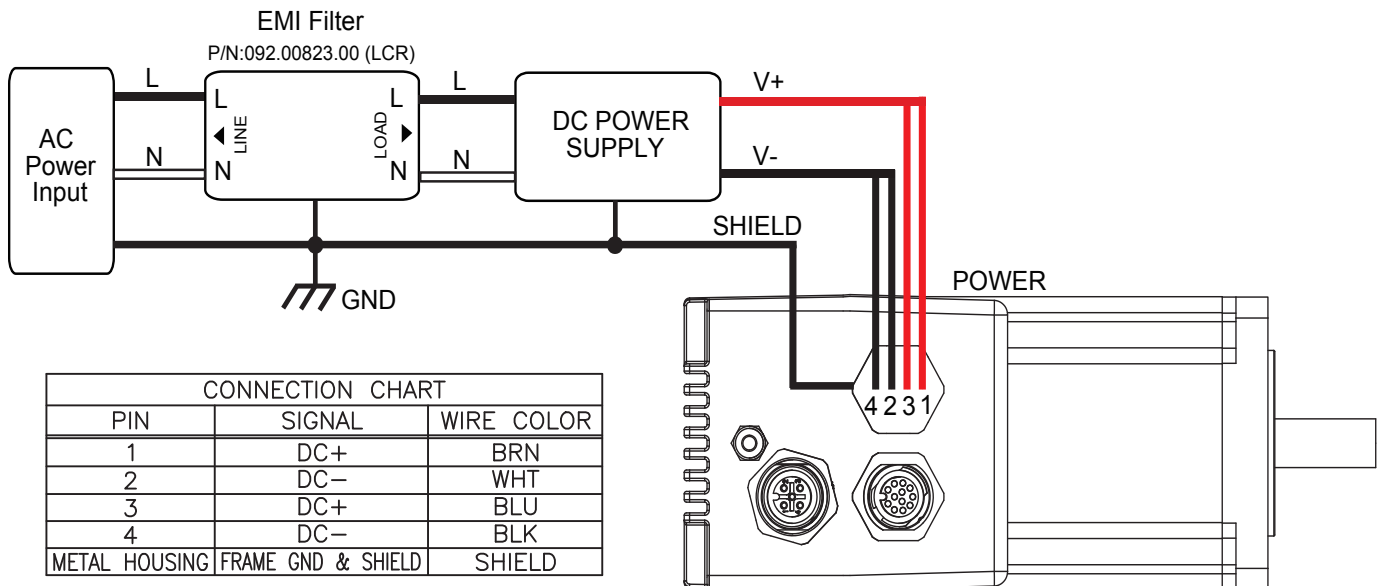 EMI Filter
P/N:092.00823.00 (LCR)
AC
Power
Input
L
N
L
N
LINE
LOAD
L
N
L
N
DC POWER
SUPPLY
V+
V-
SHIELD
GND
POWER
4 2 3 1
CONNECTION CHART
PIN SIGNAL WIRE COLOR
1 DC+ BRN
2 DC− WHT
3 DC+ BLU
4 DC− BLK
METAL HOUSING FRAME GND & SHIELD SHIELD